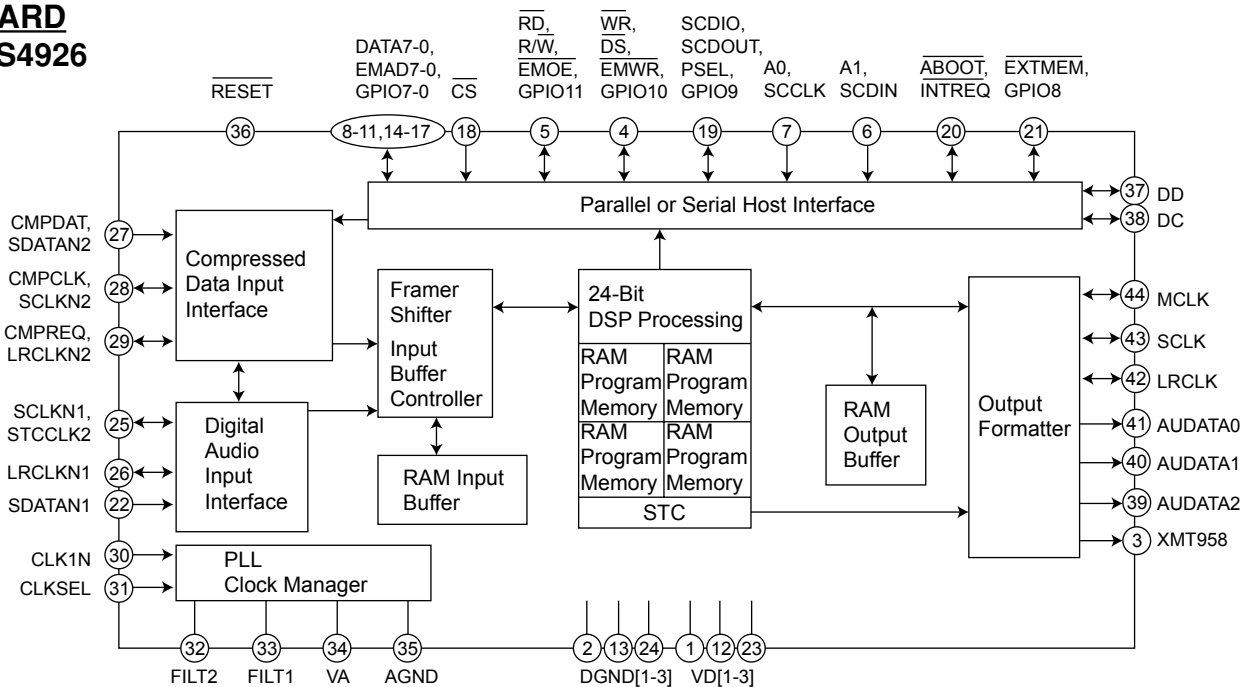 ARD
S4926
RD,
R/W,
EMOE,
GPIO11
WR,
DS,
EMWR,
GPIO10
SCDIO,
SCDOUT,
PSEL,
GPIO9
DATA7-0,
EMAD7-0,
GPIO7-0
RESET
CS
A0,
SCCLK
A1,
SCDIN
ABOOT,
INTREQ
EXTMEM,
GPIO8
36
8-11,14-17
18
5
4
19
7
6
20
21
Parallel or Serial Host Interface
37
DD
38
DC
CMPDAT,
SDATAN2
27
CMPCLK,
SCLKN2
28
CMPREQ,
LRCLKN2
29
Compressed
Data Input
Interface
Framer
Shifter
Input
Buffer
Controller
24-Bit
DSP Processing
RAM
Program
Memory
RAM
Program
Memory
RAM
Program
Memory
RAM
Program
Memory
STC
RAM
Output
Buffer
Output
Formatter
44
MCLK
43
SCLK
42
LRCLK
41
AUDATA0
40
AUDATA1
39
AUDATA2
3
XMT958
SCLKN1,
STCCLK2
25
LRCLKN1
26
SDATAN1
22
Digital
Audio
Input
Interface
RAM Input
Buffer
CLK1N
30
CLKSEL
31
PLL
Clock Manager
32
33
34
35
2
13
24
1
12
23
FILT2
FILT1
VA
AGND
DGND[1-3]
VD[1-3]